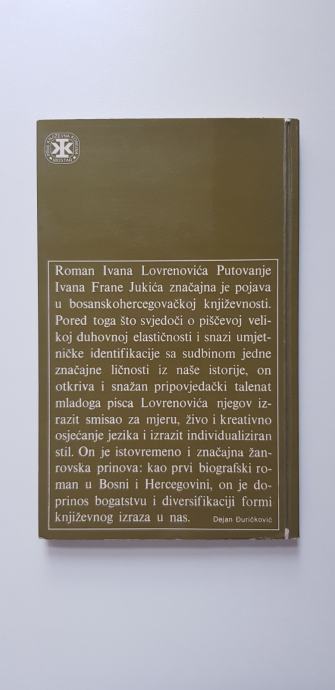 MOSTAR
Roman Ivana Lovrenovića Putovanje
Ivana Frane Jukića značajna je pojava
u bosanskohercegovačkoj književnosti.
Pored toga što svjedoči o piščevoj veli-
koj duhovnoj elastičnosti i snazi umjet-
ničke identifikacije sa sudbinom jedne
značajne ličnosti iz naše istorije, on
otkriva i snažan pripovjedački talenat
mladoga pisca Lovrenovića njegov iz-
razit smisao za mjeru, živo i kreativno
osjećanje jezika i izrazit individualiziran
stil. On je istovremeno i značajna žan-
rovska prinova: kao prvi biografski ro-
man u Bosni i Hercegovini, on je do-
prinos bogatstvu i diversifikaciji formi
književnog izraza u nas. Dejan Đuričković